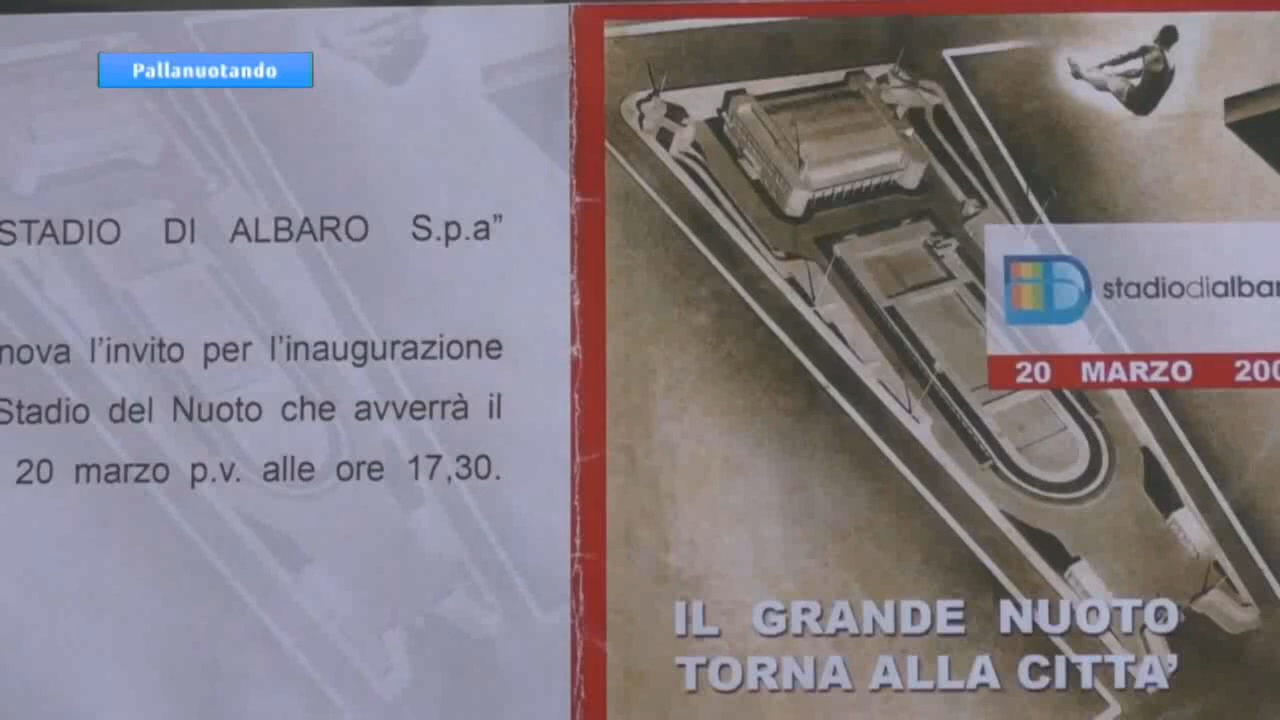 Pallanuotando
STADIO DI ALBARO S.p.a”
nova l’invito per l’inaugurazione
Stadio del Nuoto che avverrà il
20 marzo p.v. alle ore 17,30.
stadiodialbar
20 MARZO 200
IL GRANDE NUOTO
TORNA ALLA CITTA’